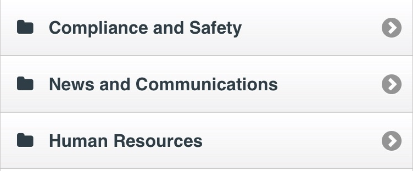 Compliance and Safety
News and Communications
Human Resources